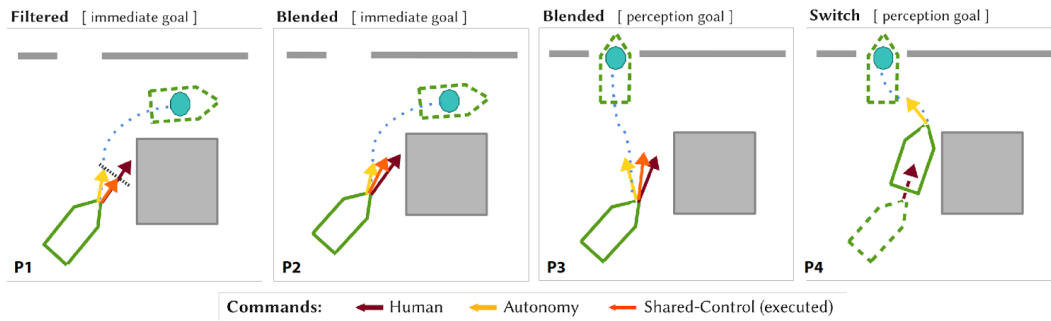 Filtered [ immediate goal ]
Blended [ immediate goal ]
Blended [ perception goal ]
Switch [ perception goal ]
P1
P2
P3
P4
Commands: Human Autonomy Shared-Control (executed)